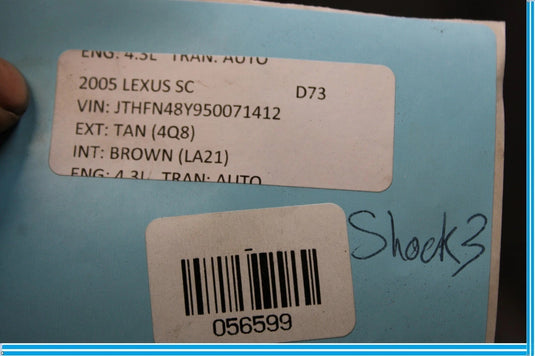 ENG: 4.3L TRAN: AUTO
2005 LEXUS SC D73
VIN: JTHFN48Y950071412
EXT: TAN (4Q8)
INT: BROWN (LA21)
ENG: 4.3L TRAN: AUTO
Shock3
056599